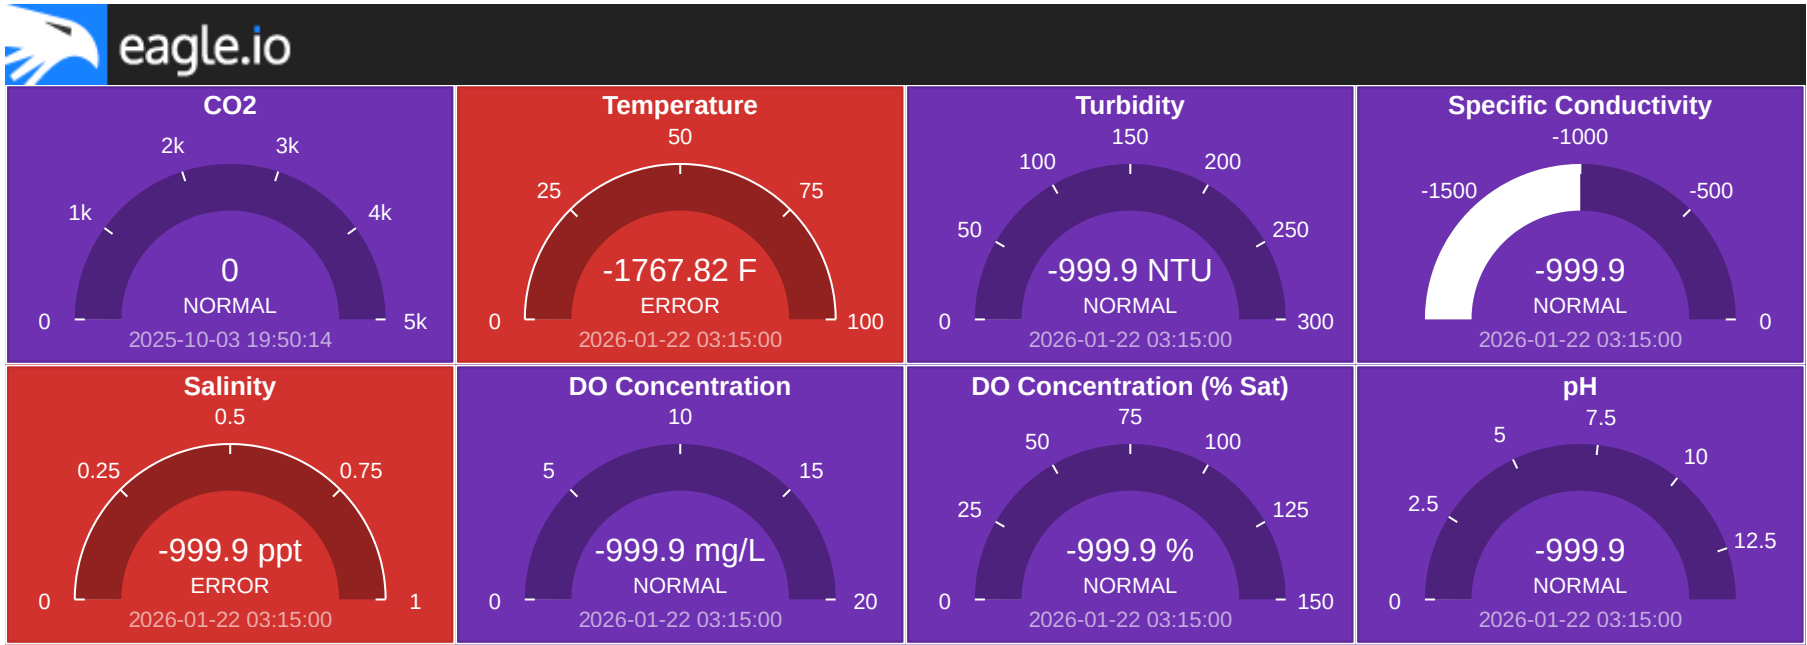 eagle.io
CO2
0
1k
2k
3k
4k
5k
0
NORMAL
2025-10-03 19:50:14
Temperature
0
25
50
75
100
-1767.82 F
ERROR
2026-01-22 03:15:00
Turbidity
0
50
100
150
200
250
300
-999.9 NTU
NORMAL
2026-01-22 03:15:00
Specific Conductivity
-1500
-1000
-500
0
-999.9
NORMAL
2026-01-22 03:15:00
Salinity
0
0.25
0.5
0.75
1
-999.9 ppt
ERROR
2026-01-22 03:15:00
DO Concentration
0
5
10
15
20
-999.9 mg/L
NORMAL
2026-01-22 03:15:00
DO Concentration (% Sat)
0
25
50
75
100
125
150
-999.9 %
NORMAL
2026-01-22 03:15:00
pH
0
2.5
5
7.5
10
12.5
-999.9
NORMAL
2026-01-22 03:15:00